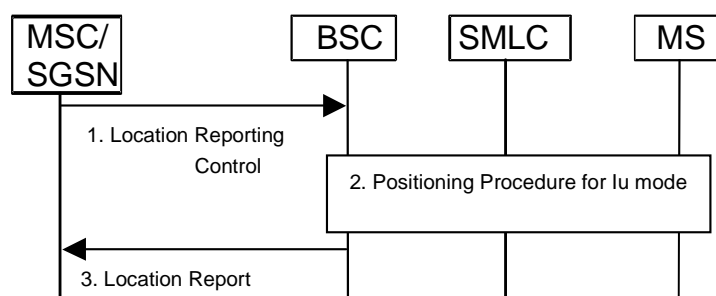 MSC/
SGSN
BSC
SMLC
MS
1. Location Reporting
Control
2. Positioning Procedure for Iu mode
3. Location Report